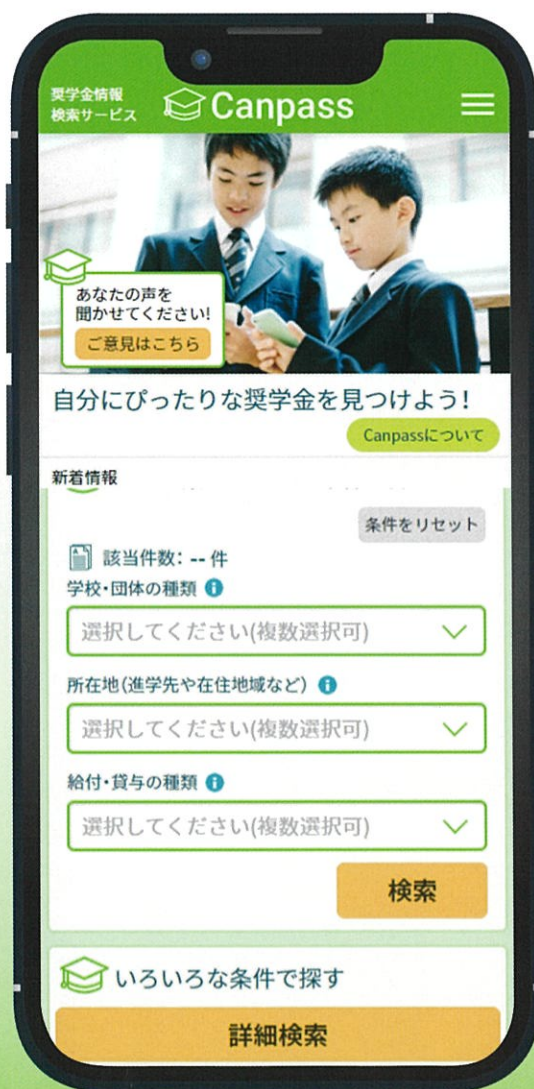 奨学金情報
検索サービス
Canpass
あなたの声を
聞かせてください!
ご意見はこちら
自分にぴったりな奨学金を見つけよう!
Canpassについて
新着情報
条件をリセット
該当件数: -- 件
学校・団体の種類
選択してください(複数選択可)
所在地(進学先や在住地域など)
選択してください(複数選択可)
給付・貸与の種類
選択してください(複数選択可)
検索
いろいろな条件で探す
詳細検索